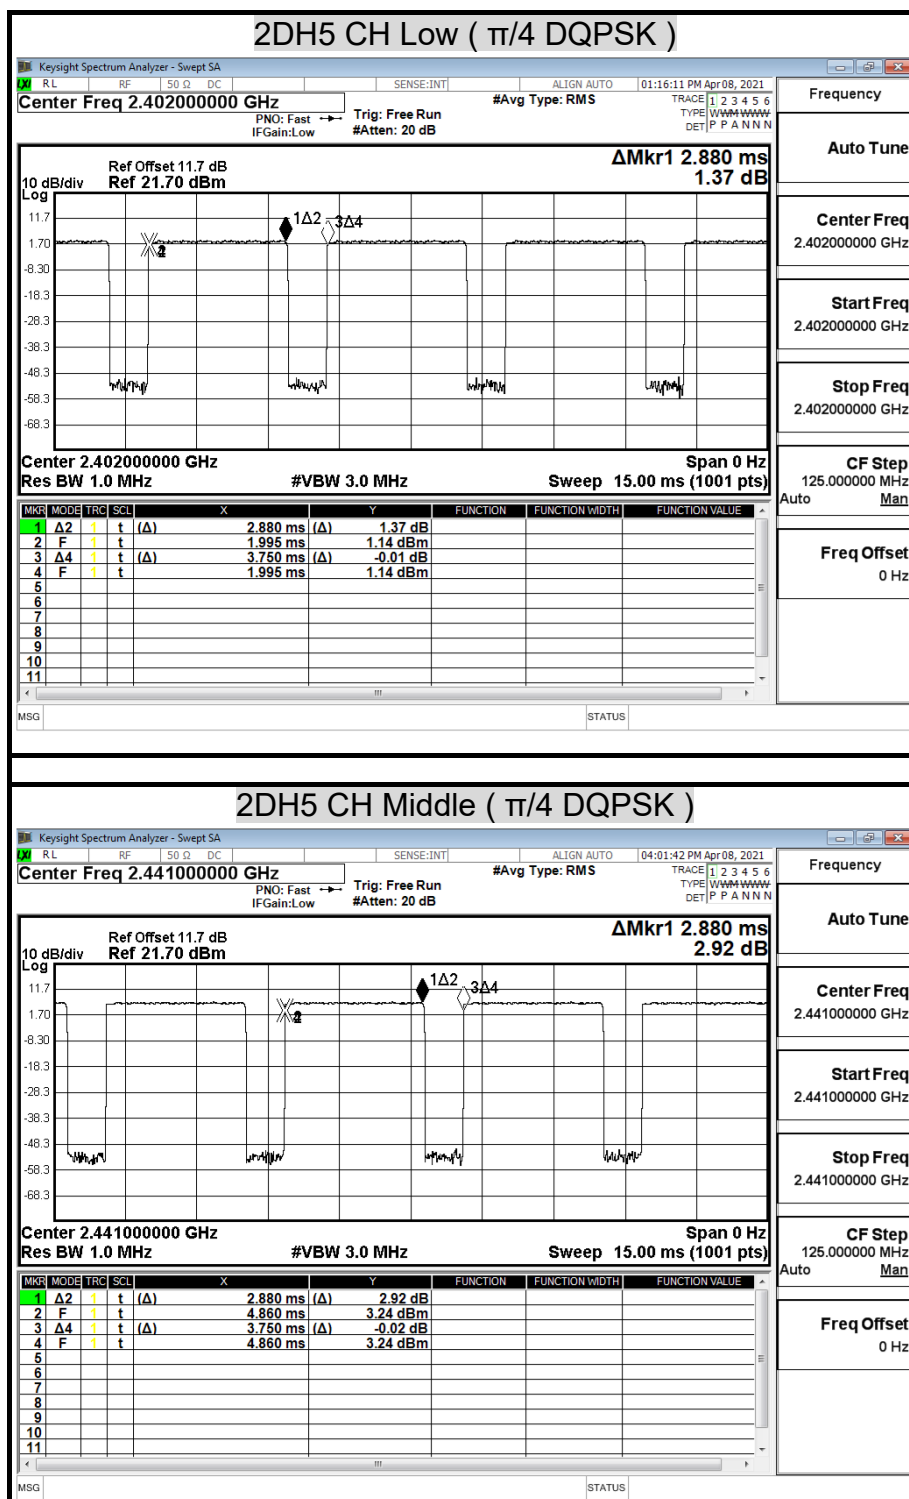 2DH5 CH Low ( π/4 DQPSK )
Keysight Spectrum Analyzer - Swept SA
LXI RL RF 50 Ω DC SENSE:INT ALIGN AUTO 01:16:11 PM Apr 08, 2021
Center Freq 2.402000000 GHz
PNO: Fast
IFGain:Low
Trig: Free Run
#Atten: 20 dB
#Avg Type: RMS
TRACE 1 2 3 4 5 6
TYPE WWMWWWW
DET P P A N N N
Frequency
Auto Tune
Center Freq
2.402000000 GHz
Start Freq
2.402000000 GHz
Stop Freq
2.402000000 GHz
CF Step
125.000000 MHz
Auto Man
Freq Offset
0 Hz
ΔMkr1 2.880 ms
1.37 dB
Ref Offset 11.7 dB
10 dB/div Ref 21.70 dBm
Log
11.7
1.70
-8.30
-18.3
-28.3
-38.3
-48.3
-58.3
-68.3
1Δ2
3Δ4
Center 2.402000000 GHz Span 0 Hz
Res BW 1.0 MHz #VBW 3.0 MHz Sweep 15.00 ms (1001 pts)
MKR MODE TRC SCL X Y FUNCTION FUNCTION WIDTH FUNCTION VALUE
1 Δ2 1 t (Δ) 2.880 ms (Δ) 1.37 dB
2 F 1 t 1.995 ms 1.14 dBm
3 Δ4 1 t (Δ) 3.750 ms (Δ) -0.01 dB
4 F 1 t 1.995 ms 1.14 dBm
5
6
7
8
9
10
11
MSG STATUS
2DH5 CH Middle ( π/4 DQPSK )
Keysight Spectrum Analyzer - Swept SA
LXI RL RF 50 Ω DC SENSE:INT ALIGN AUTO 04:01:42 PM Apr 08, 2021
Center Freq 2.441000000 GHz
PNO: Fast
IFGain:Low
Trig: Free Run
#Atten: 20 dB
#Avg Type: RMS
TRACE 1 2 3 4 5 6
TYPE WWMWWWW
DET P P A N N N
Frequency
Auto Tune
Center Freq
2.441000000 GHz
Start Freq
2.441000000 GHz
Stop Freq
2.441000000 GHz
CF Step
125.000000 MHz
Auto Man
Freq Offset
0 Hz
ΔMkr1 2.880 ms
2.92 dB
Ref Offset 11.7 dB
10 dB/div Ref 21.70 dBm
Log
11.7
1.70
-8.30
-18.3
-28.3
-38.3
-48.3
-58.3
-68.3
1Δ2
3Δ4
Center 2.441000000 GHz Span 0 Hz
Res BW 1.0 MHz #VBW 3.0 MHz Sweep 15.00 ms (1001 pts)
MKR MODE TRC SCL X Y FUNCTION FUNCTION WIDTH FUNCTION VALUE
1 Δ2 1 t (Δ) 2.880 ms (Δ) 2.92 dB
2 F 1 t 4.860 ms 3.24 dBm
3 Δ4 1 t (Δ) 3.750 ms (Δ) -0.02 dB
4 F 1 t 4.860 ms 3.24 dBm
5
6
7
8
9
10
11
MSG STATUS